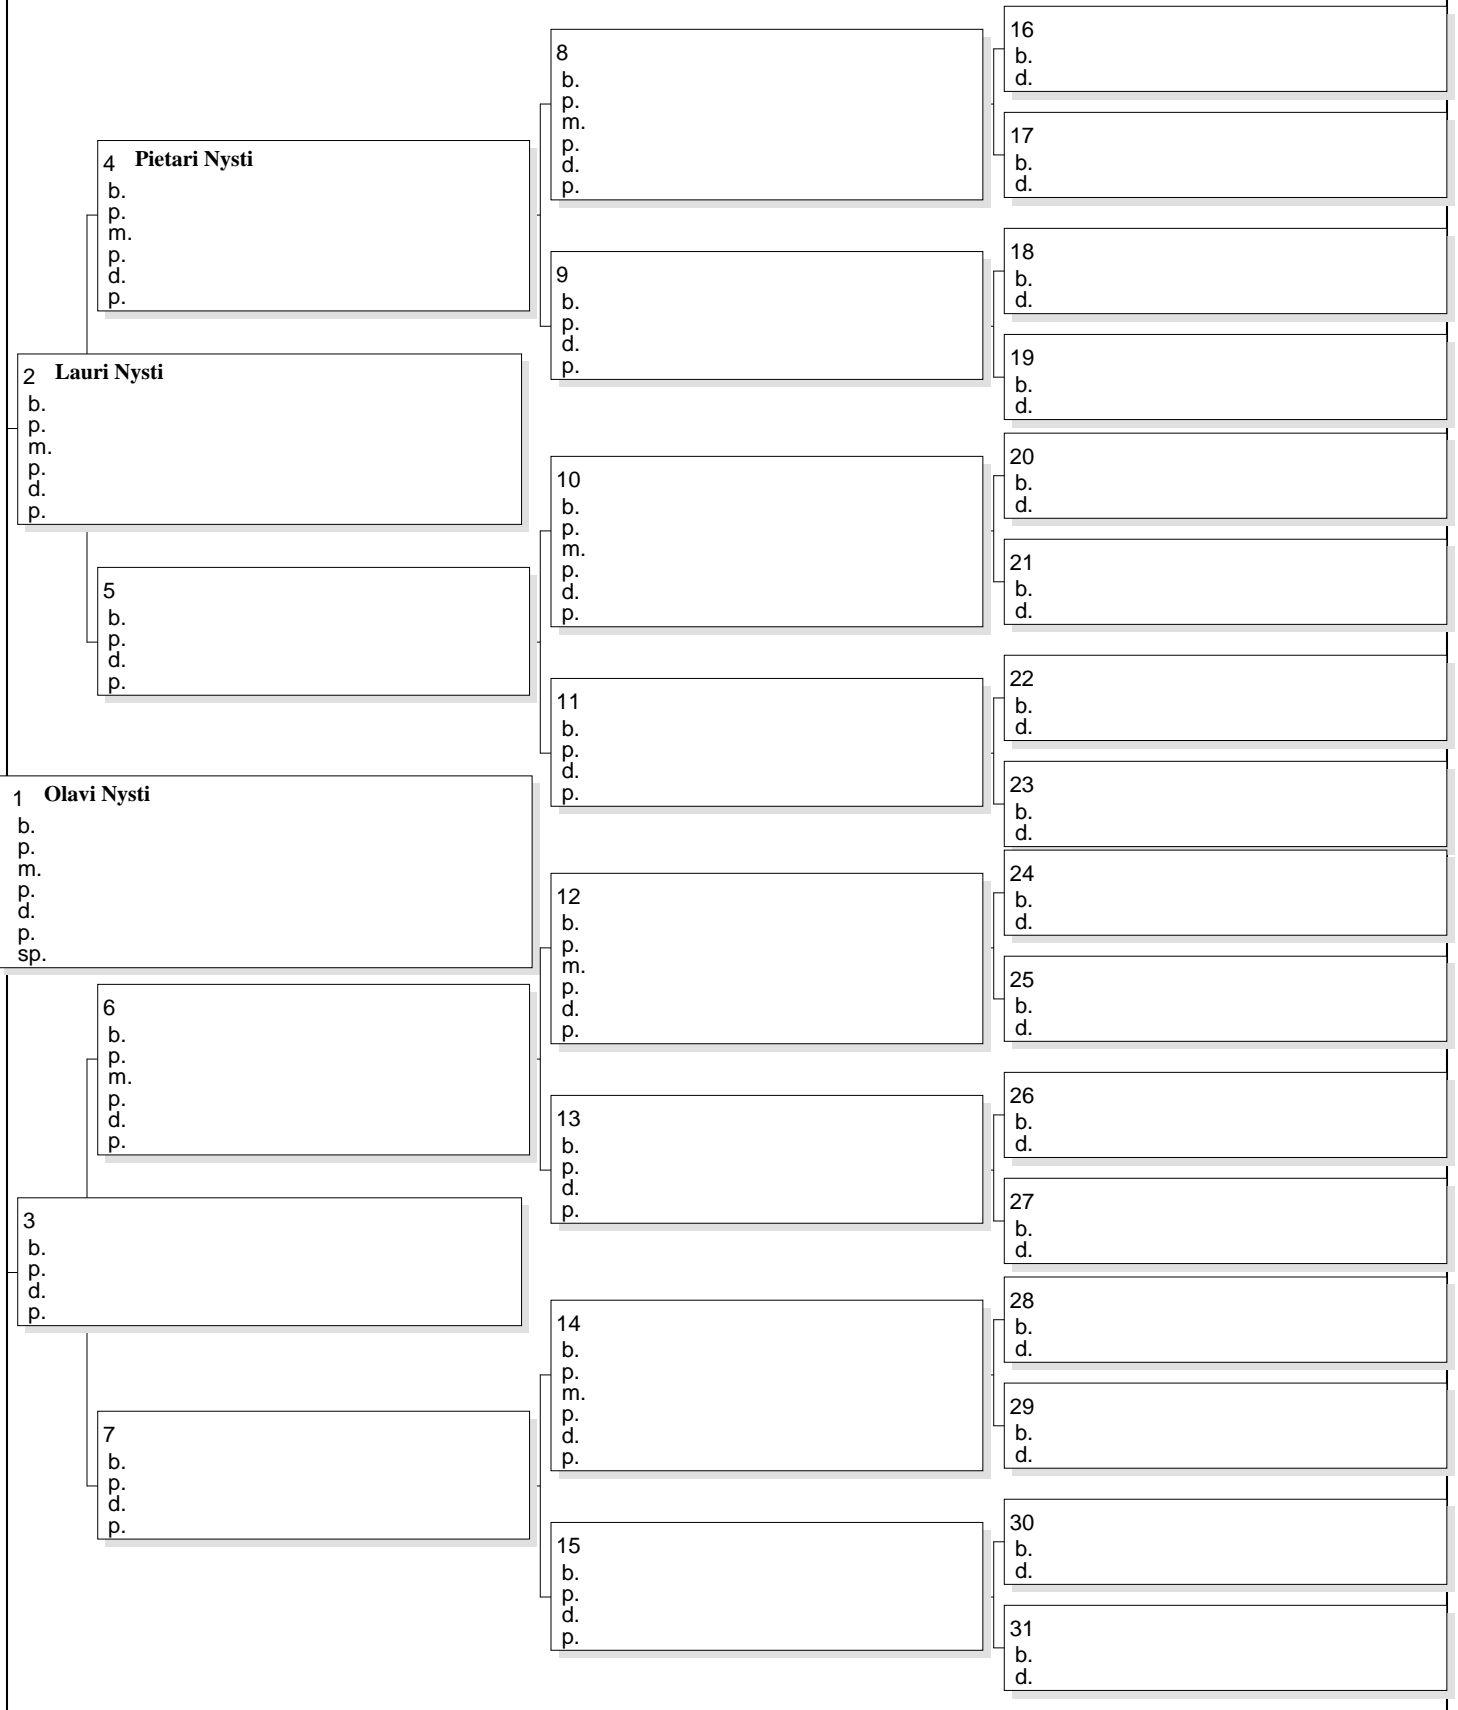 4 Pietari Nysti
b.
p.
m.
p.
d.
p.
2 Lauri Nysti
b.
p.
m.
p.
d.
p.
5
b.
p.
d.
p.
1 Olavi Nysti
b.
p.
m.
p.
d.
p.
sp.
6
b.
p.
m.
p.
d.
p.
3
b.
p.
d.
p.
7
b.
p.
d.
p.
8
b.
p.
m.
p.
d.
p.
9
b.
p.
d.
p.
10
b.
p.
m.
p.
d.
p.
11
b.
p.
d.
p.
12
b.
p.
m.
p.
d.
p.
13
b.
p.
d.
p.
14
b.
p.
m.
p.
d.
p.
15
b.
p.
d.
p.
16
b.
d.
17
b.
d.
18
b.
d.
19
b.
d.
20
b.
d.
21
b.
d.
22
b.
d.
23
b.
d.
24
b.
d.
25
b.
d.
26
b.
d.
27
b.
d.
28
b.
d.
29
b.
d.
30
b.
d.
31
b.
d.